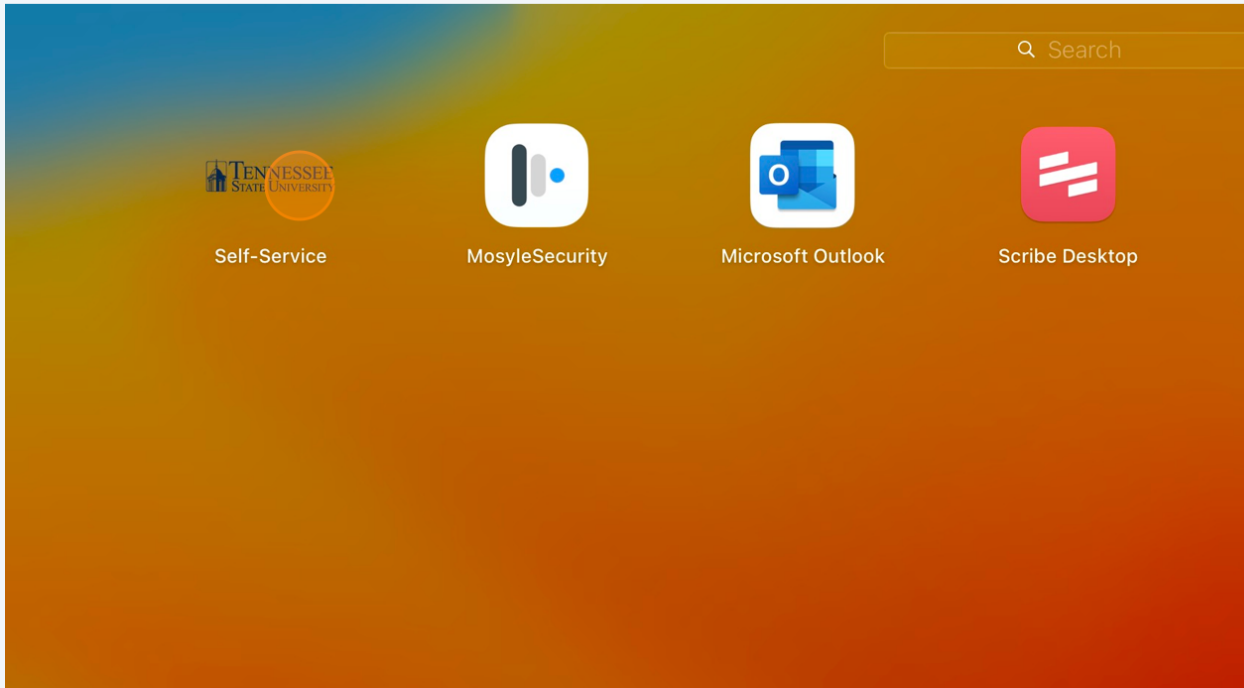 Search
TENNESSEE
STATE UNIVERSITY
O
Self-Service
MosyleSecurity
Microsoft Outlook
Scribe Desktop